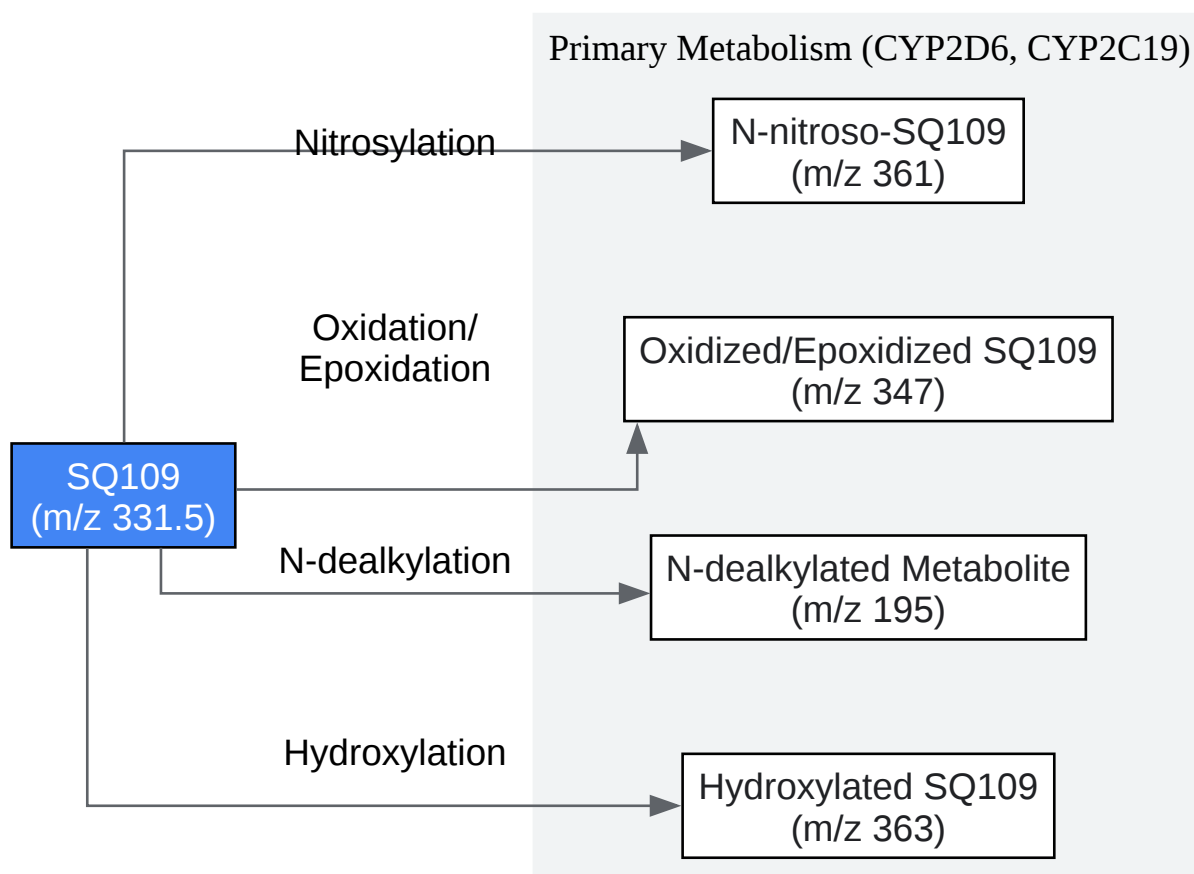 Primary Metabolism (CYP2D6, CYP2C19)
Nitrosylation
N-nitroso-SQ109
(m/z 361)
Oxidation/
Epoxidation
Oxidized/Epoxidized SQ109
(m/z 347)
SQ109
(m/z 331.5)
N-dealkylation
N-dealkylated Metabolite
(m/z 195)
Hydroxylation
Hydroxylated SQ109
(m/z 363)